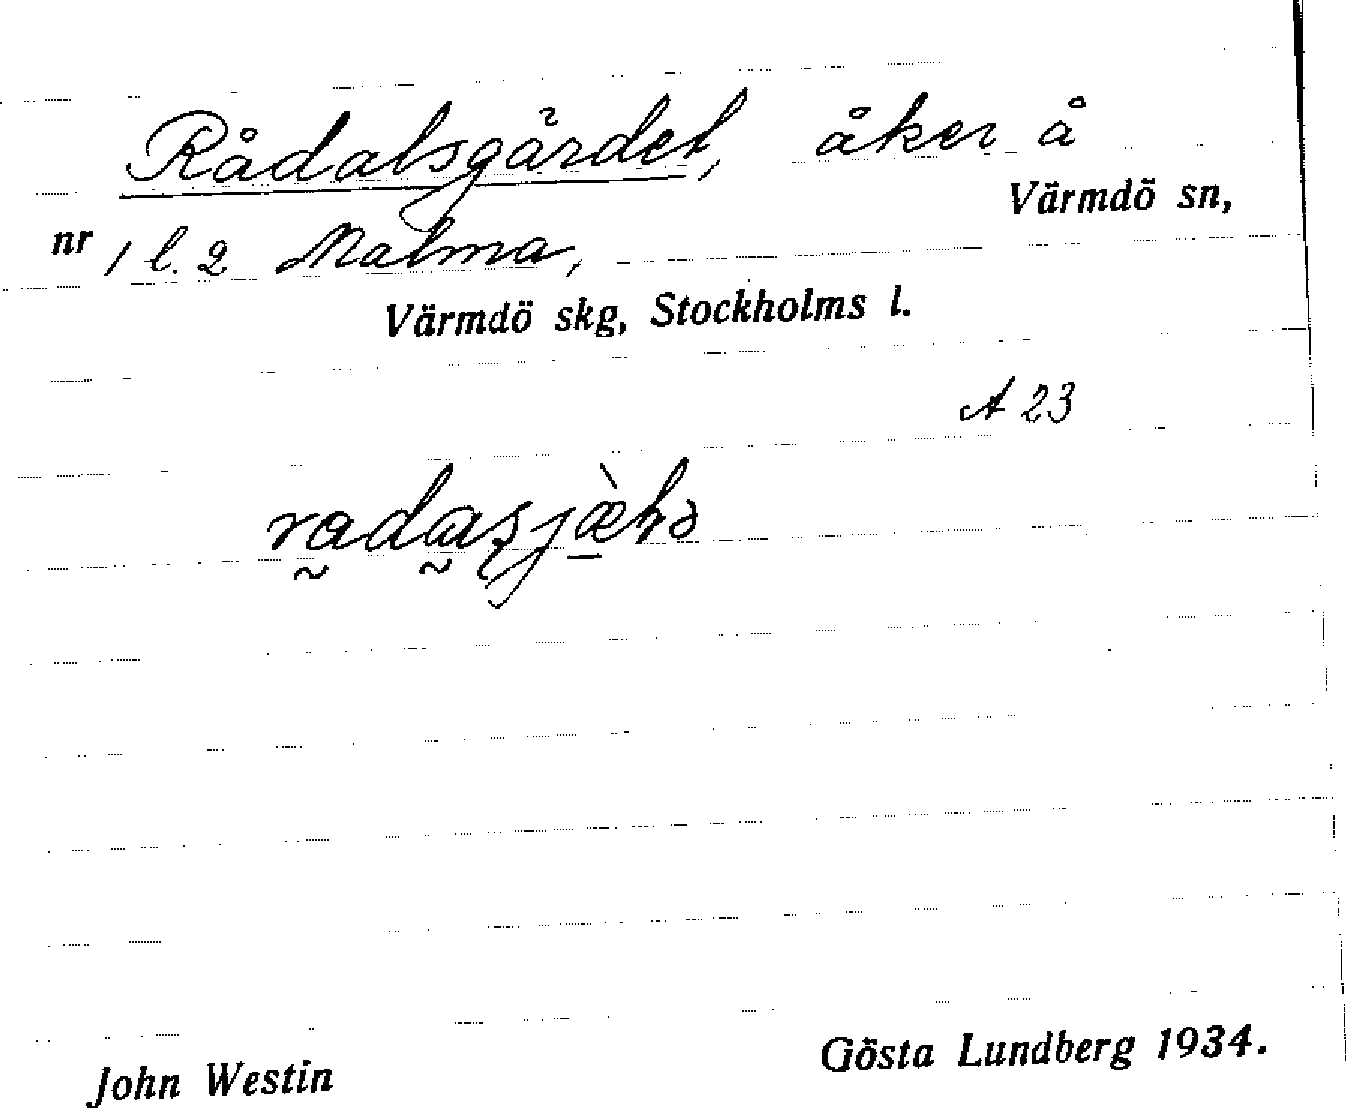 Rådalsgärdet, åker å
Värmdö sn,
nr 1 l. 2 Malma,
Värmdö skg, Stockholms l.
A 23
John Westin
Gösta Lundberg 1934.